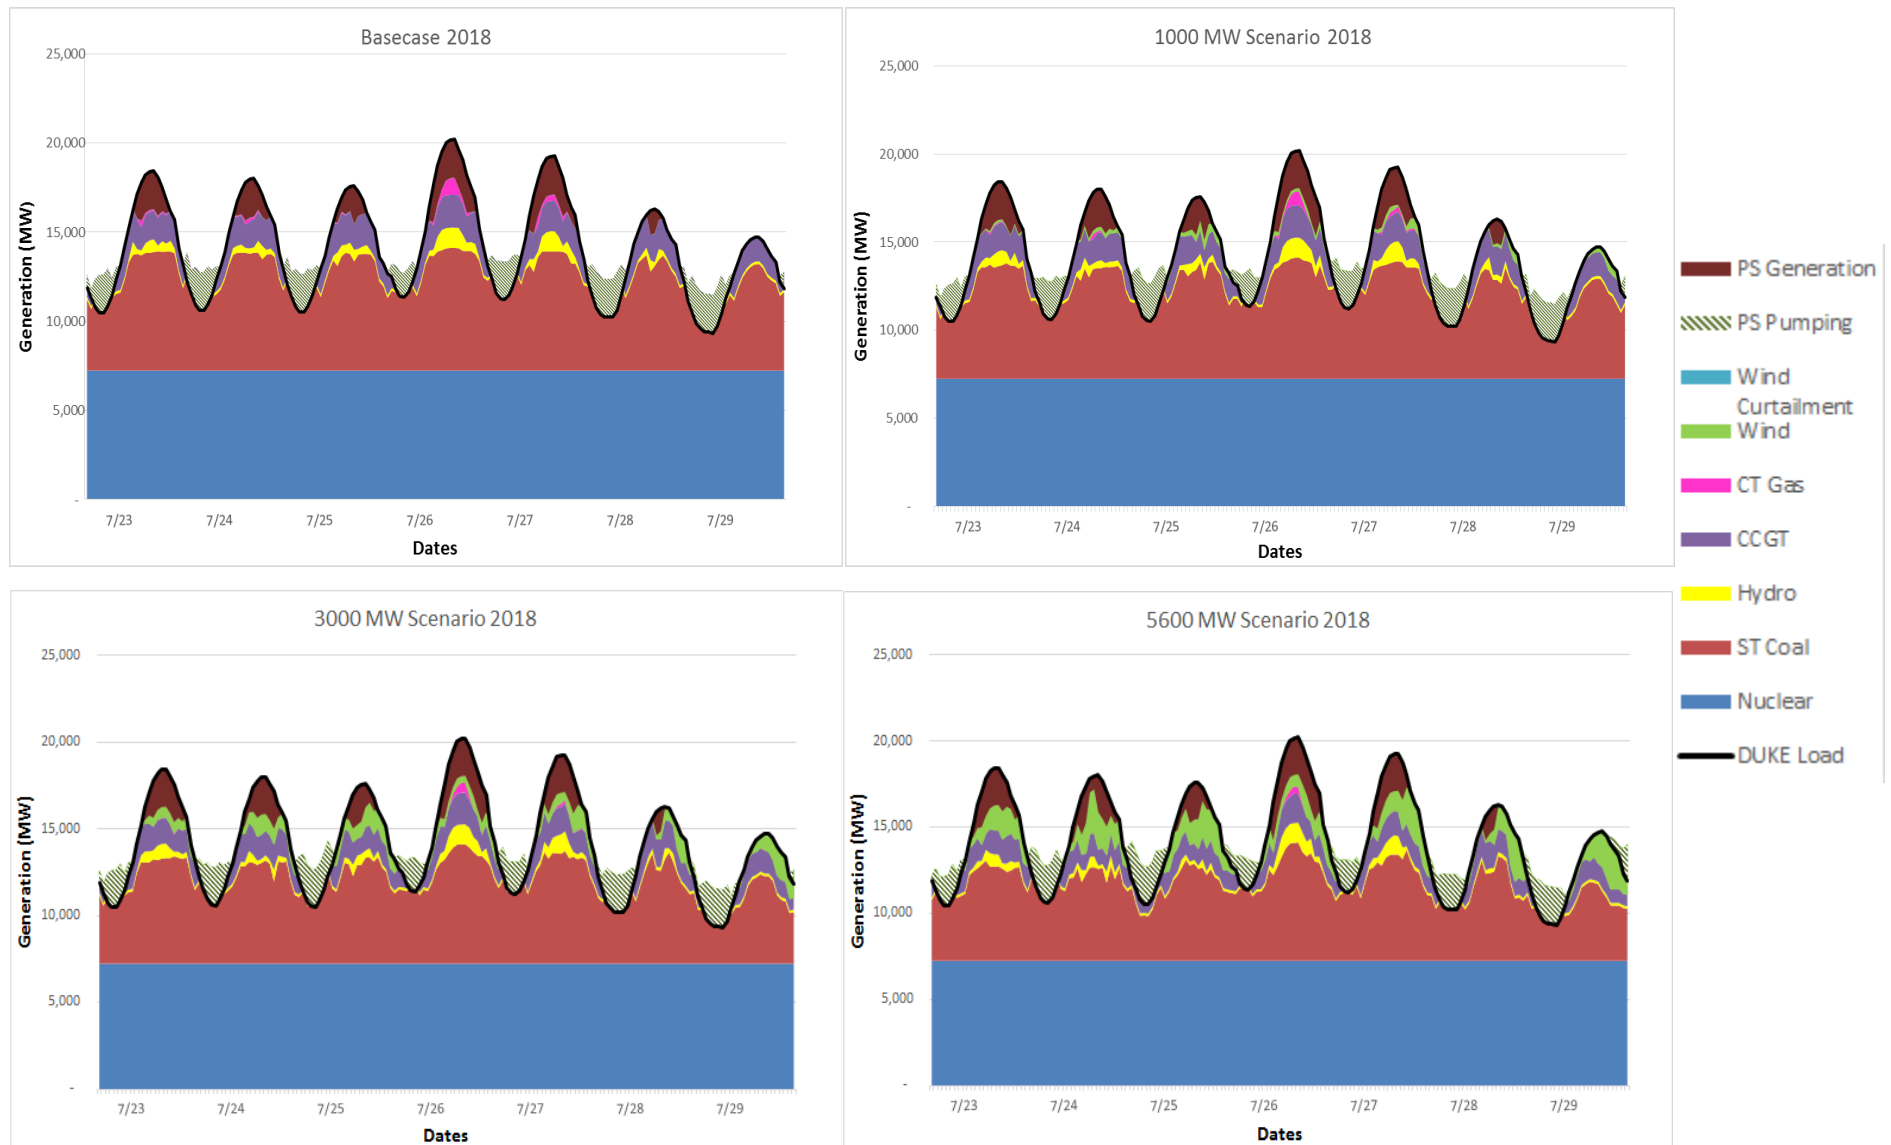 Basecase 2018
25,000
20,000
15,000
10,000
5,000
-
Generation (MW)
7/23 7/24 7/25 7/26 7/27 7/28 7/29
Dates
1000 MW Scenario 2018
25,000
20,000
15,000
10,000
5,000
-
Generation (MW)
7/23 7/24 7/25 7/26 7/27 7/28 7/29
Dates
3000 MW Scenario 2018
25,000
20,000
15,000
10,000
5,000
-
Generation (MW)
7/23 7/24 7/25 7/26 7/27 7/28 7/29
Dates
5600 MW Scenario 2018
25,000
20,000
15,000
10,000
5,000
-
Generation (MW)
7/23 7/24 7/25 7/26 7/27 7/28 7/29
Dates
PS Generation
PS Pumping
Wind
Curtailment
Wind
CT Gas
CCGT
Hydro
ST Coal
Nuclear
DUKE Load